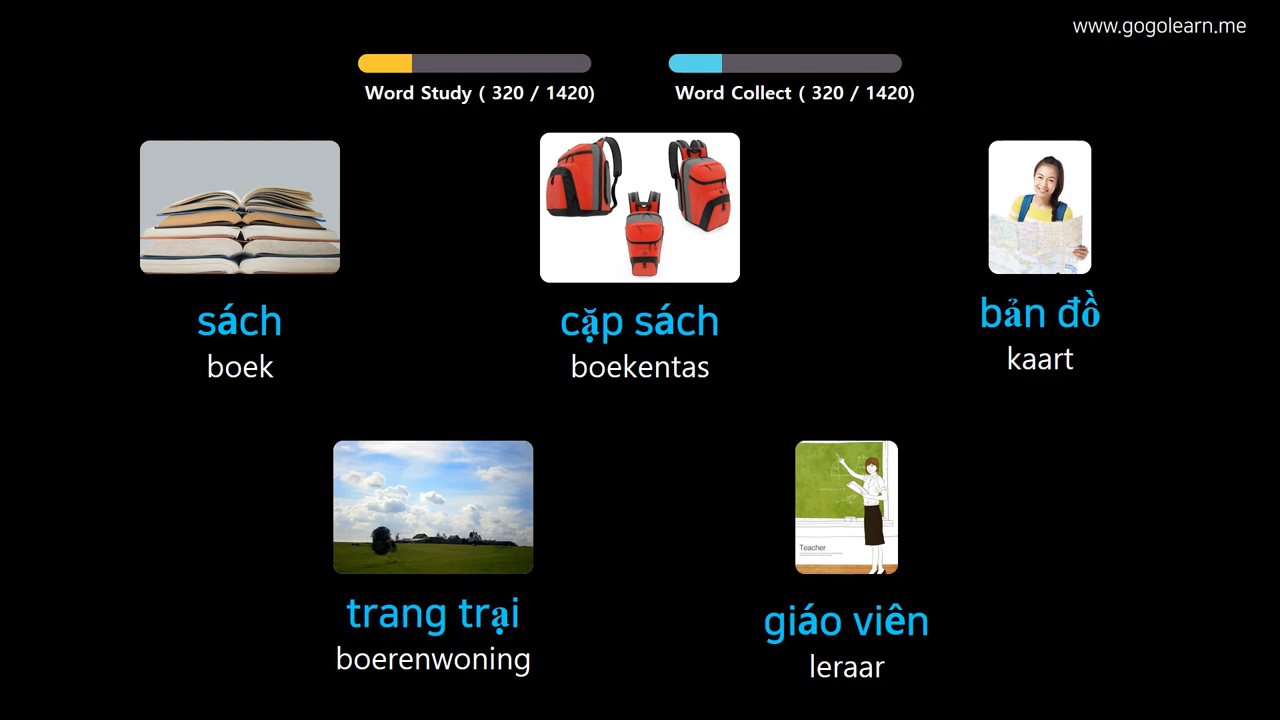 www.gogolearn.me
Word Study ( 320 / 1420)
Word Collect ( 320 / 1420)
sách
boek
cặp sách
boekentas
bản đồ
kaart
trang trại
boerenwoning
Teacher
giáo viên
leraar